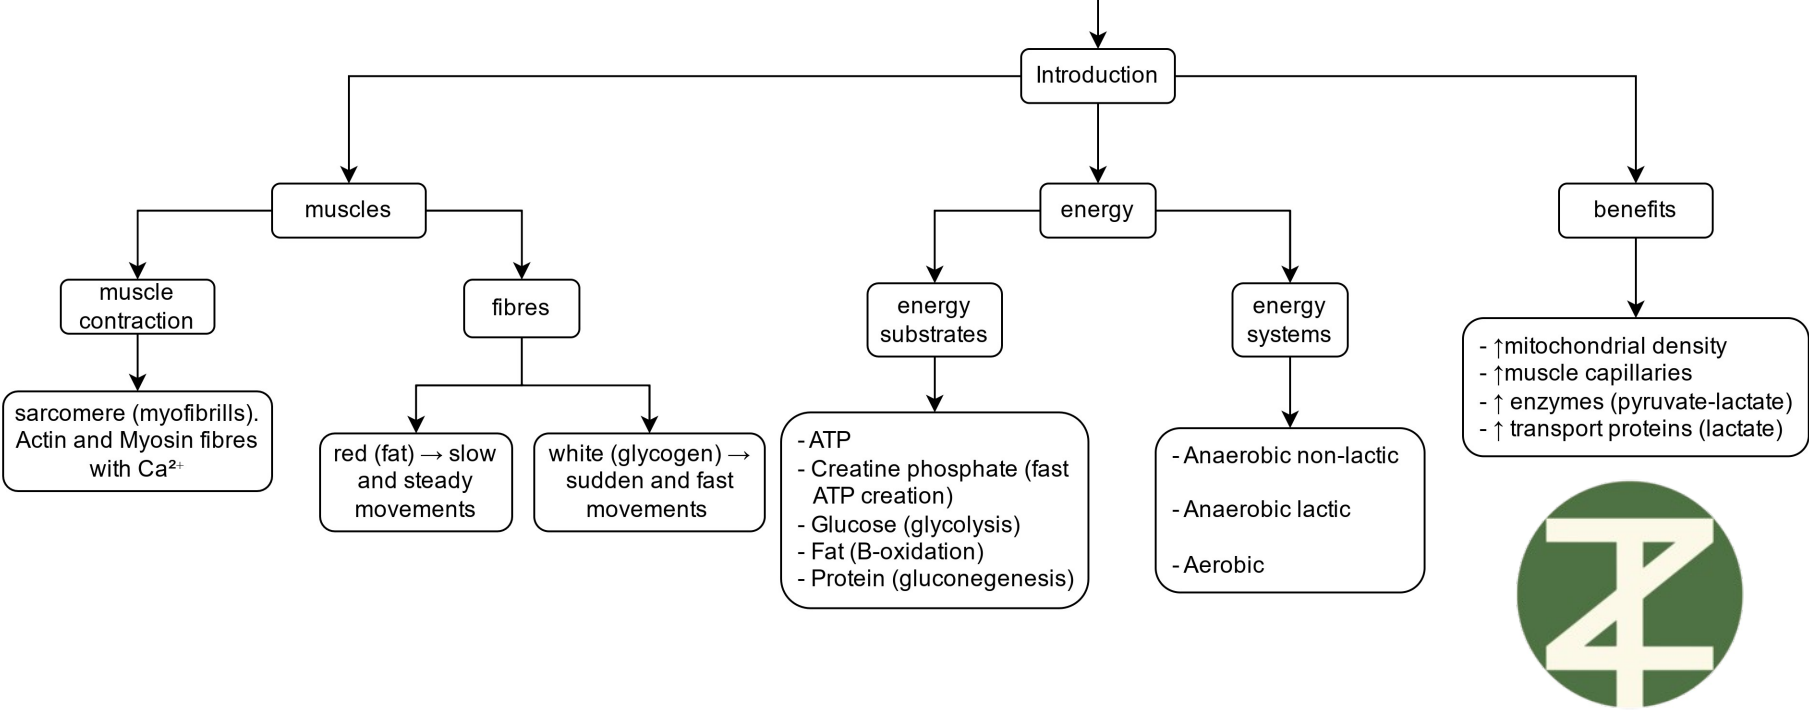 Introduction
muscles
energy
benefits
muscle
contraction
fibres
energy
substrates
energy
systems
sarcomere (myofibrills).
Actin and Myosin fibres
with Ca²⁺
red (fat) → slow
and steady
movements
white (glycogen) →
sudden and fast
movements
- ATP
- Creatine phosphate (fast
ATP creation)
- Glucose (glycolysis)
- Fat (B-oxidation)
- Protein (gluconegenesis)
- Anaerobic non-lactic
- Anaerobic lactic
- Aerobic
- ↑mitochondrial density
- ↑muscle capillaries
- ↑ enzymes (pyruvate-lactate)
- ↑ transport proteins (lactate)